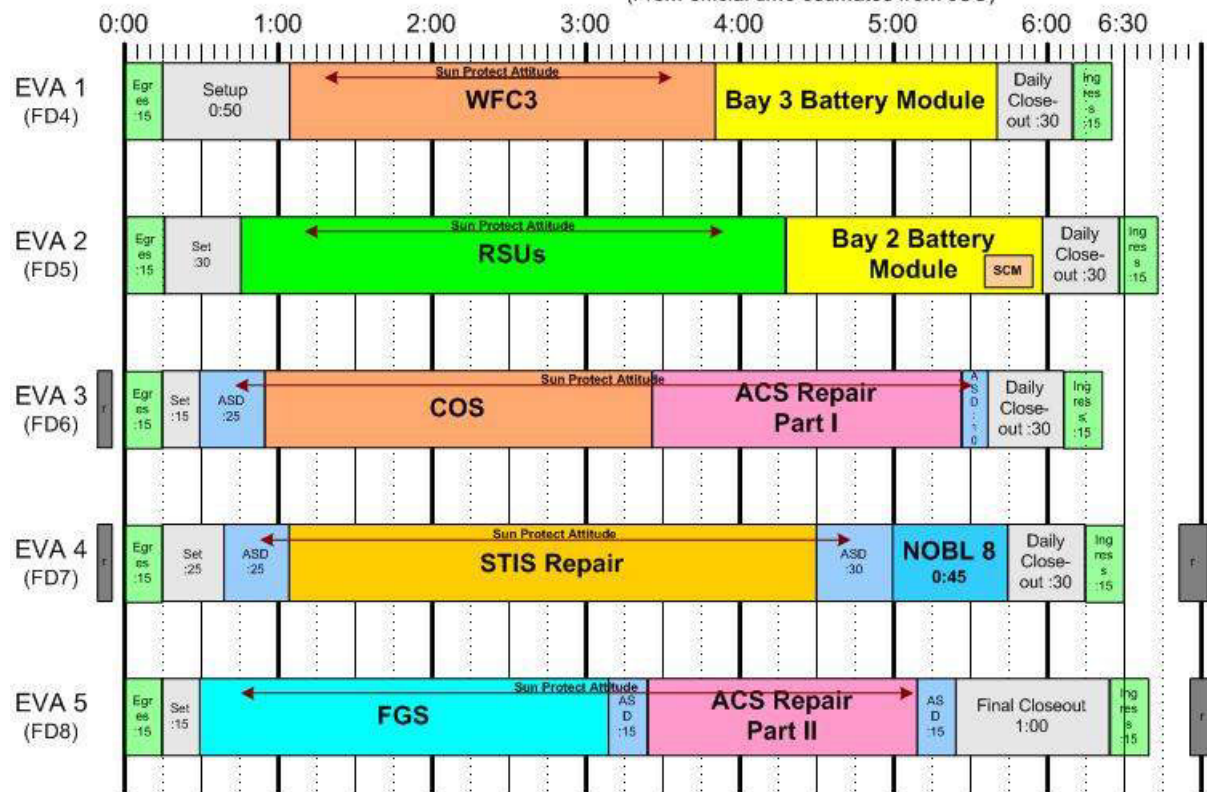 0:00 1:00 2:00 3:00 4:00 5:00 6:00 6:30
EVA 1
(FD4)
Egr
es
:15
Setup
0:50
Sun Protect Attitude
WFC3
Bay 3 Battery Module
Daily
Close-
out :30
Ing
res
s
:15
EVA 2
(FD5)
Egr
es
:15
Set
:30
Sun Protect Attitude
RSUs
Bay 2 Battery
Module
SCM
Daily
Close-
out :30
Ing
res
s
:15
r
EVA 3
(FD6)
Egr
es
:15
Set
:15
ASD
:25
Sun Protect Attitude
COS
ACS Repair
Part I
A
S
D
:
1
0
Daily
Close-
out :30
Ing
res
s
:15
r
EVA 4
(FD7)
Egr
es
:15
Set
:25
ASD
:25
Sun Protect Attitude
STIS Repair
ASD
:30
NOBL 8
0:45
Daily
Close-
out :30
Ing
res
s
:15
r
EVA 5
(FD8)
Egr
es
:15
Set
:15
Sun Protect Attitude
FGS
AS
D
:15
ACS Repair
Part II
AS
D
:15
Final Closeout
1:00
Ing
res
s
:15
r